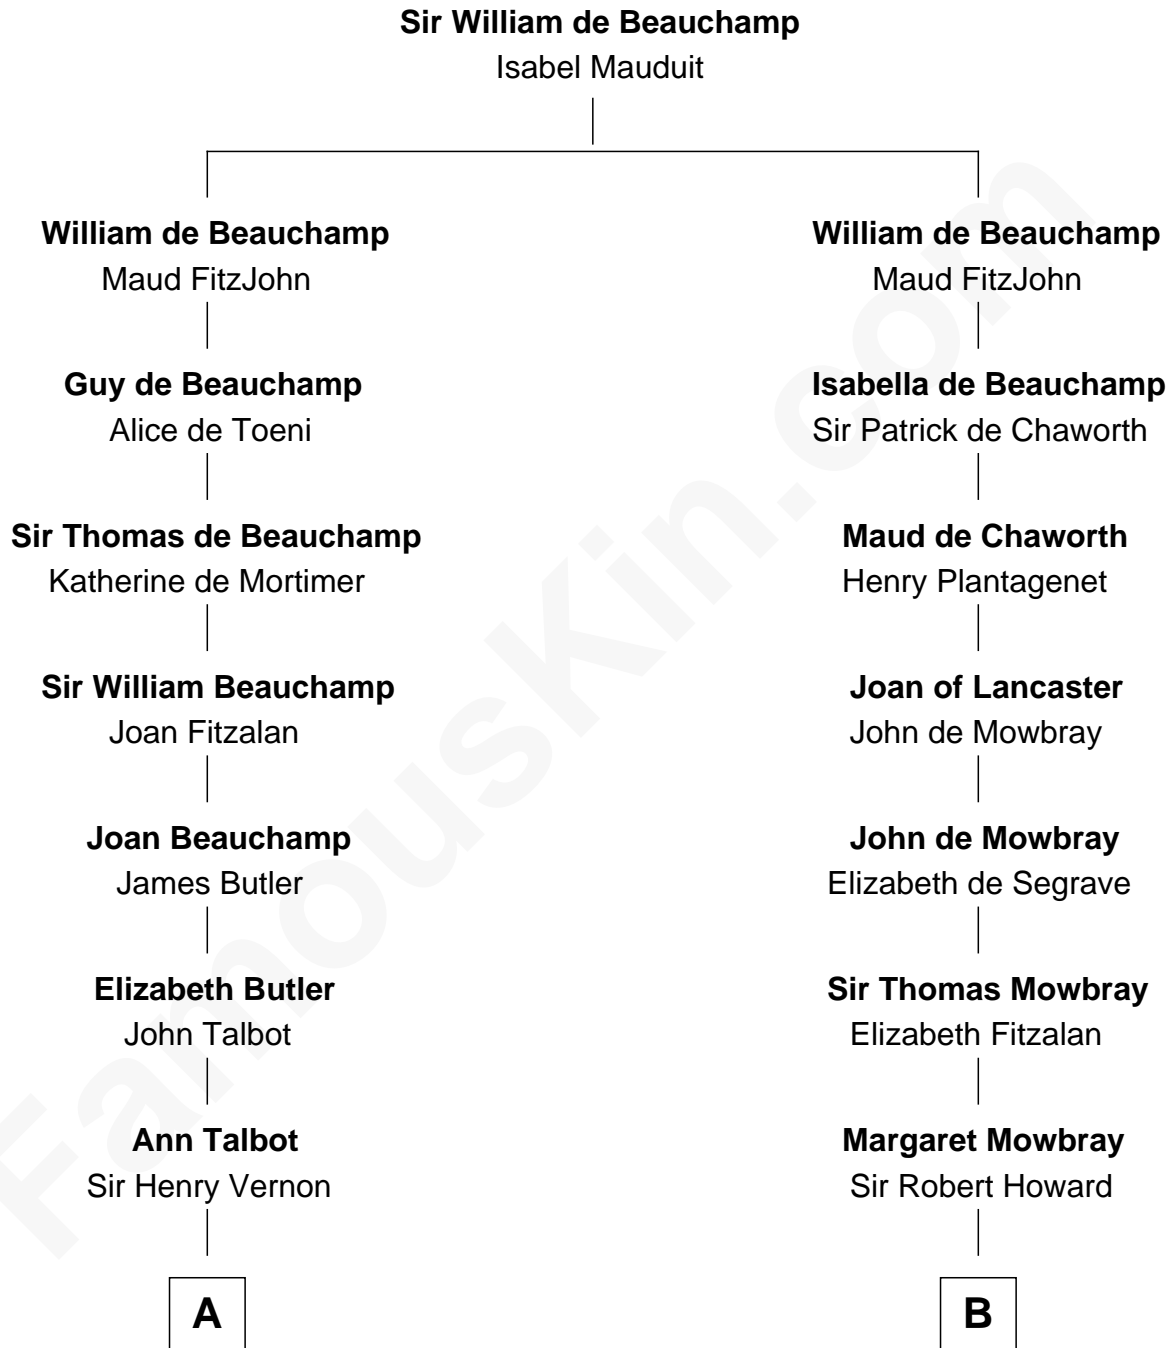 Sir William de Beauchamp
Isabel Mauduit
William de Beauchamp
Maud FitzJohn
Guy de Beauchamp
Alice de Toeni
Sir Thomas de Beauchamp
Katherine de Mortimer
Sir William Beauchamp
Joan Fitzalan
Joan Beauchamp
James Butler
Elizabeth Butler
John Talbot
Ann Talbot
Sir Henry Vernon
A
William de Beauchamp
Maud FitzJohn
Isabella de Beauchamp
Sir Patrick de Chaworth
Maud de Chaworth
Henry Plantagenet
Joan of Lancaster
John de Mowbray
John de Mowbray
Elizabeth de Segrave
Sir Thomas Mowbray
Elizabeth Fitzalan
Margaret Mowbray
Sir Robert Howard
B
FamousKin.com